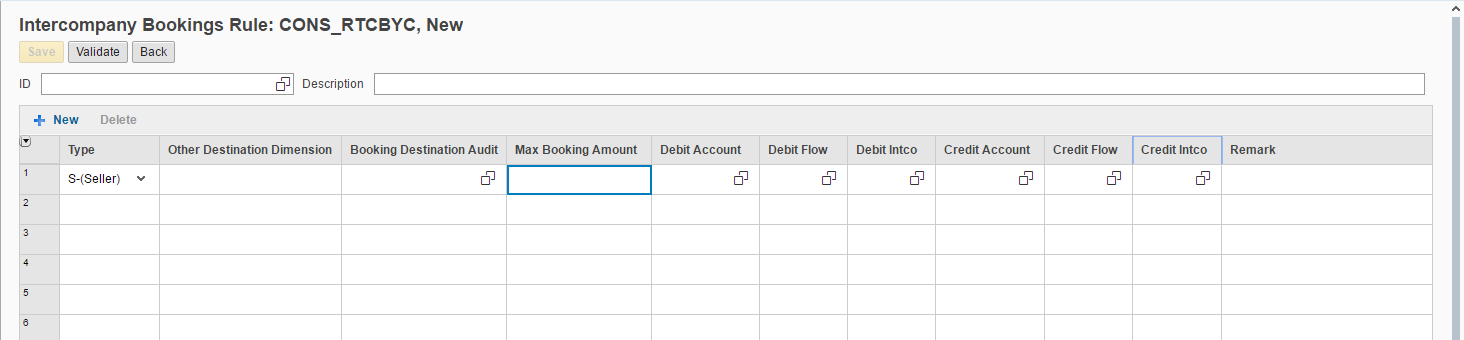 Intercompany Bookings Rule: CONS_RTCBYC, New
Save Validate Back
ID Description
New Delete
Type Other Destination Dimension Booking Destination Audit Max Booking Amount Debit Account Debit Flow Debit Intco Credit Account Credit Flow Credit Intco Remark
1 S-(Seller)
2
3
4
5
6